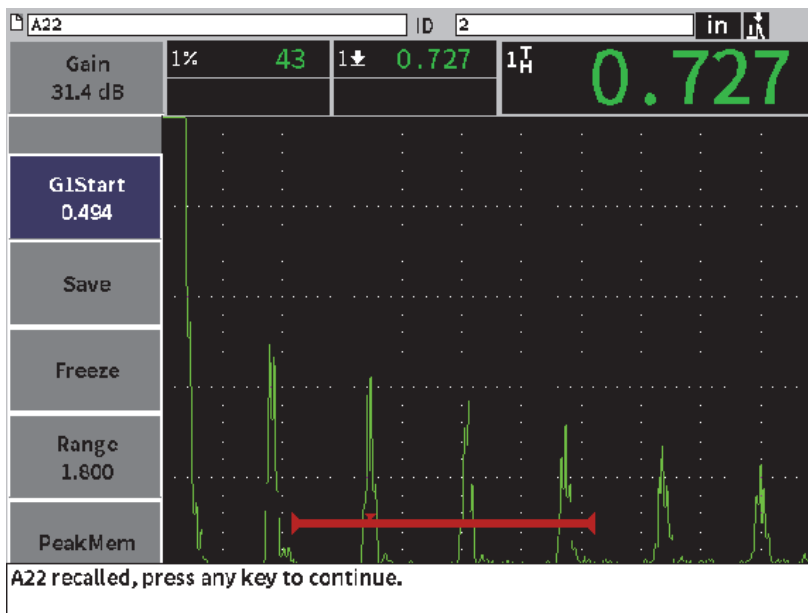 A22 ID 2 in
Gain
31.4 dB
1% 43
1 0.727
1 T H 0.727
G1Start
0.494
Save
Freeze
Range
1.800
PeakMem
A22 recalled, press any key to continue.